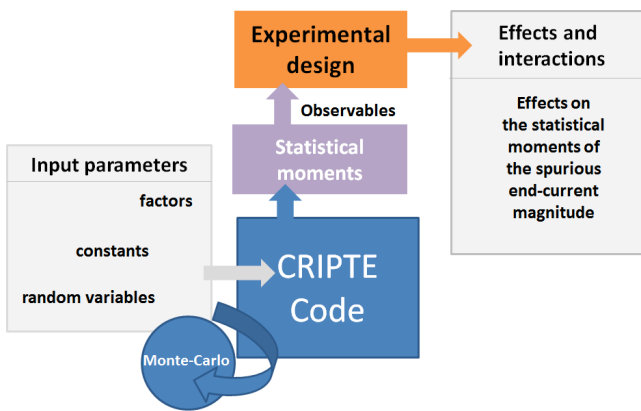 Experimental
design
Effects and
interactions
Observables
Effects on
the statistical
moments of
the spurious
end-current
magnitude
Statistical
moments
Input parameters
factors
constants
random variables
CRIPTE
Code
Monte-Carlo